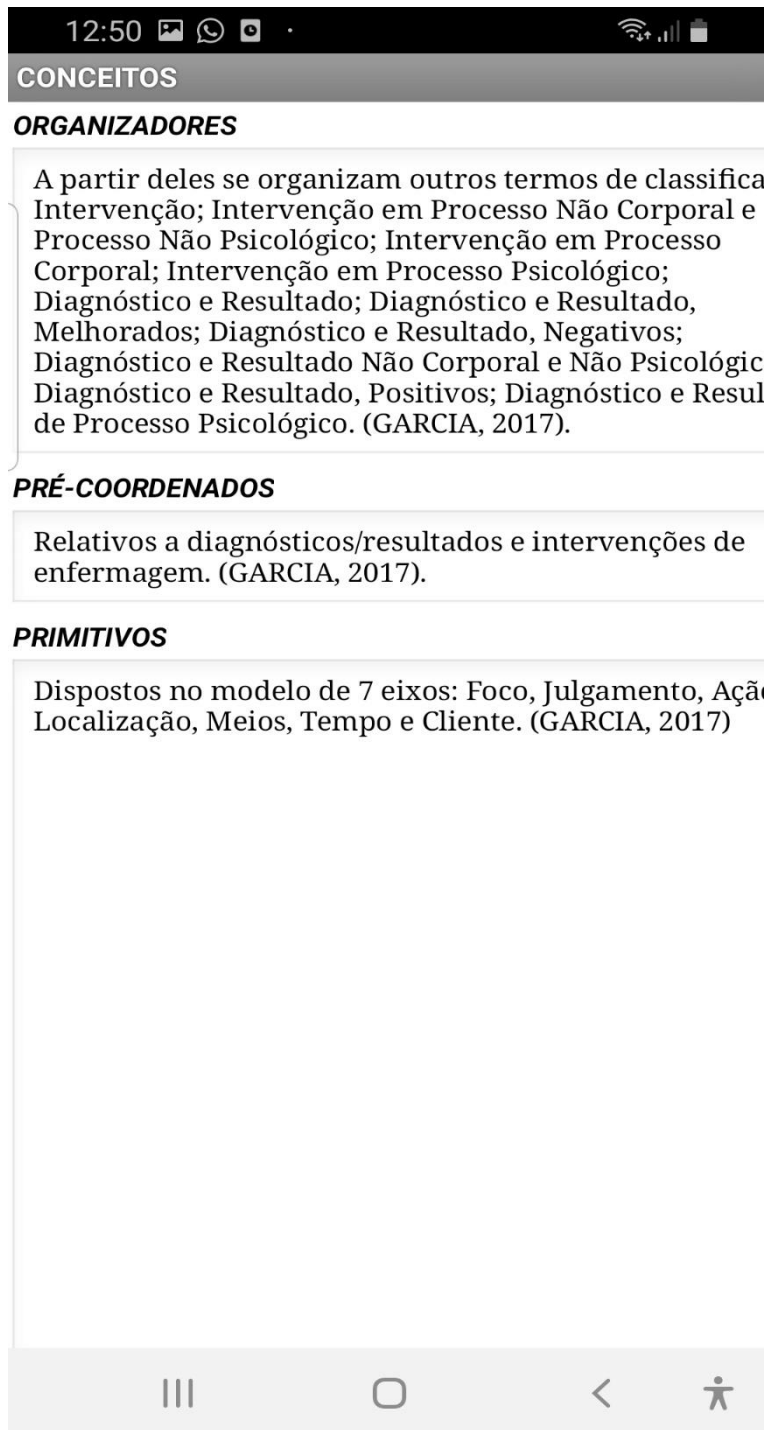 12:50
CONCEITOS
ORGANIZADORES
A partir deles se organizam outros termos de classifica
Intervenção; Intervenção em Processo Não Corporal e
Processo Não Psicológico; Intervenção em Processo
Corporal; Intervenção em Processo Psicológico;
Diagnóstico e Resultado; Diagnóstico e Resultado,
Melhorados; Diagnóstico e Resultado, Negativos;
Diagnóstico e Resultado Não Corporal e Não Psicológic
Diagnóstico e Resultado, Positivos; Diagnóstico e Resul
de Processo Psicológico. (GARCIA, 2017).
PRÉ-COORDENADOS
Relativos a diagnósticos/resultados e intervenções de
enfermagem. (GARCIA, 2017).
PRIMITIVOS
Dispostos no modelo de 7 eixos: Foco, Julgamento, Açã
Localização, Meios, Tempo e Cliente. (GARCIA, 2017)